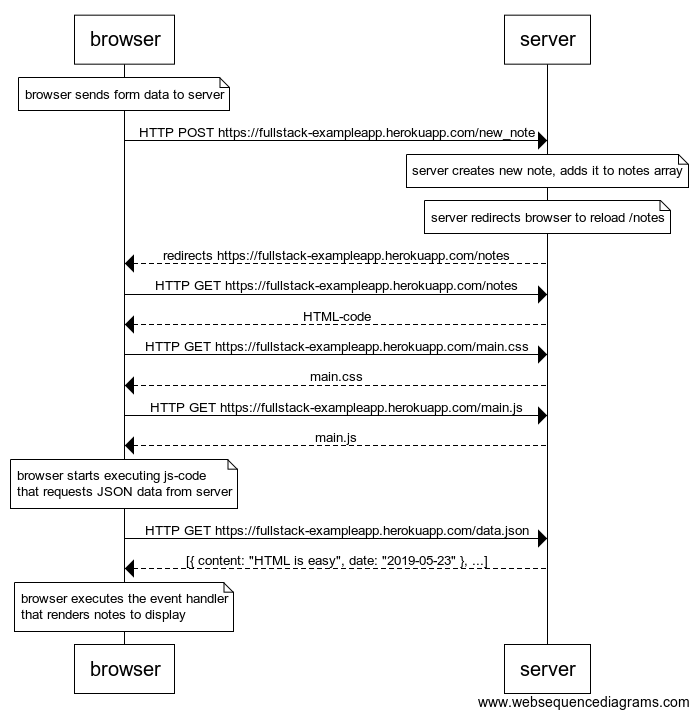 browser
server
browser sends form data to server
HTTP POST https://fullstack-exampleapp.herokuapp.com/new_note
server creates new note, adds it to notes array
server redirects browser to reload /notes
redirects https://fullstack-exampleapp.herokuapp.com/notes
HTTP GET https://fullstack-exampleapp.herokuapp.com/notes
HTML-code
HTTP GET https://fullstack-exampleapp.herokuapp.com/main.css
main.css
HTTP GET https://fullstack-exampleapp.herokuapp.com/main.js
main.js
browser starts executing js-code
that requests JSON data from server
HTTP GET https://fullstack-exampleapp.herokuapp.com/data.json
[{ content: "HTML is easy", date: "2019-05-23" }, ...]
browser executes the event handler
that renders notes to display
browser
server
www.websequencediagrams.com